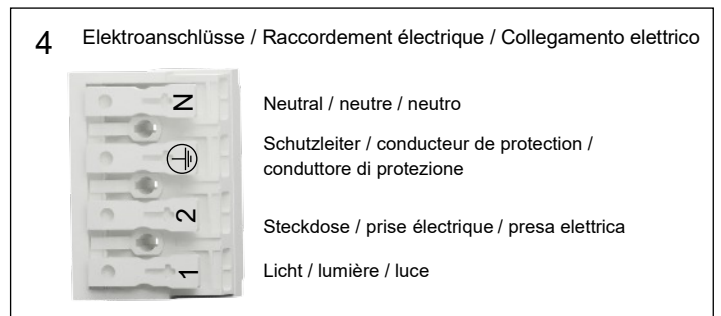 4 Elektroanschlüsse / Raccordement électrique / Collegamento elettrico
N
Neutral / neutre / neutro
Schutzleiter / conducteur de protection /
conduttore di protezione
2
Steckdose / prise électrique / presa elettrica
1
Licht / lumière / luce